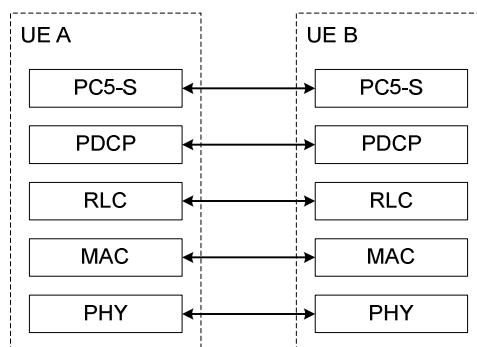 UE A UE B
PC5-S PC5-S
PDCP PDCP
RLC RLC
MAC MAC
PHY PHY